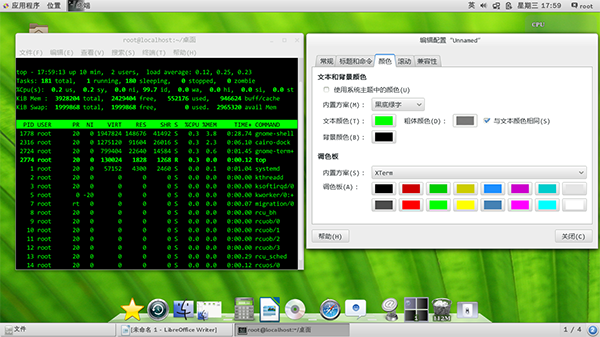 应用程序 位置 终端
英 星期三 17:59 root
root@localhost:~/桌面
文件(F) 编辑(E) 查看(V) 搜索(S) 终端(T) 帮助(H)
top - 17:59:13 up 10 min, 2 users, load average: 0.12, 0.25, 0.23
Tasks: 181 total, 1 running, 180 sleeping, 0 stopped, 0 zombie
%Cpu(s): 0.2 us, 0.2 sy, 0.0 ni, 99.7 id, 0.0 wa, 0.0 hi, 0.0 si, 0.0 st
KiB Mem : 3928204 total, 2429404 free, 552176 used, 946624 buff/cache
KiB Swap: 1999868 total, 1999868 free, 0 used. 2965320 avail Mem
PID USER PR NI VIRT RES SHR S %CPU %MEM TIME+ COMMAND
1778 root 20 0 1947824 148676 41492 S 0.3 3.8 0:28.74 gnome-shell
2316 root 20 0 1275120 91604 26016 S 0.3 2.3 0:06.10 cairo-dock
2724 root 20 0 799404 22640 14584 S 0.3 0.6 0:01.45 gnome-term+
2774 root 20 0 130024 1828 1268 R 0.3 0.0 0:00.12 top
1 root 20 0 57152 4300 2460 S 0.0 0.1 0:01.04 systemd
2 root 20 0 0 0 0 S 0.0 0.0 0:00.00 kthreadd
3 root 20 0 0 0 0 S 0.0 0.0 0:00.00 ksoftirqd/0
5 root 0 -20 0 0 0 S 0.0 0.0 0:00.00 kworker/0:+
7 root rt 0 0 0 0 S 0.0 0.0 0:00.07 migration/0
8 root 20 0 0 0 0 S 0.0 0.0 0:00.00 rcu_bh
9 root 20 0 0 0 0 S 0.0 0.0 0:00.00 rcuob/0
10 root 20 0 0 0 0 S 0.0 0.0 0:00.00 rcuob/1
11 root 20 0 0 0 0 S 0.0 0.0 0:00.00 rcuob/2
12 root 20 0 0 0 0 S 0.0 0.0 0:00.00 rcuob/3
13 root 20 0 0 0 0 S 0.0 0.0 0:00.29 rcu_sched
14 root 20 0 0 0 0 S 0.0 0.0 0:00.12 rcuos/0
CPU
编辑配置 “Unnamed”
常规 标题和命令 颜色 滚动 兼容性
文本和背景颜色
使用系统主题中的颜色(U)
内置方案(M)： 黑底绿字
文本颜色(T)： 粗体颜色(D)： 与文本颜色相同(S)
背景颜色(B)：
调色板
内置方案(S)： XTerm
调色板(A)：
帮助(H) 关闭(C)
文件 [未命名 1 - LibreOffice Writer] root@localhost:~/桌面 1 / 4